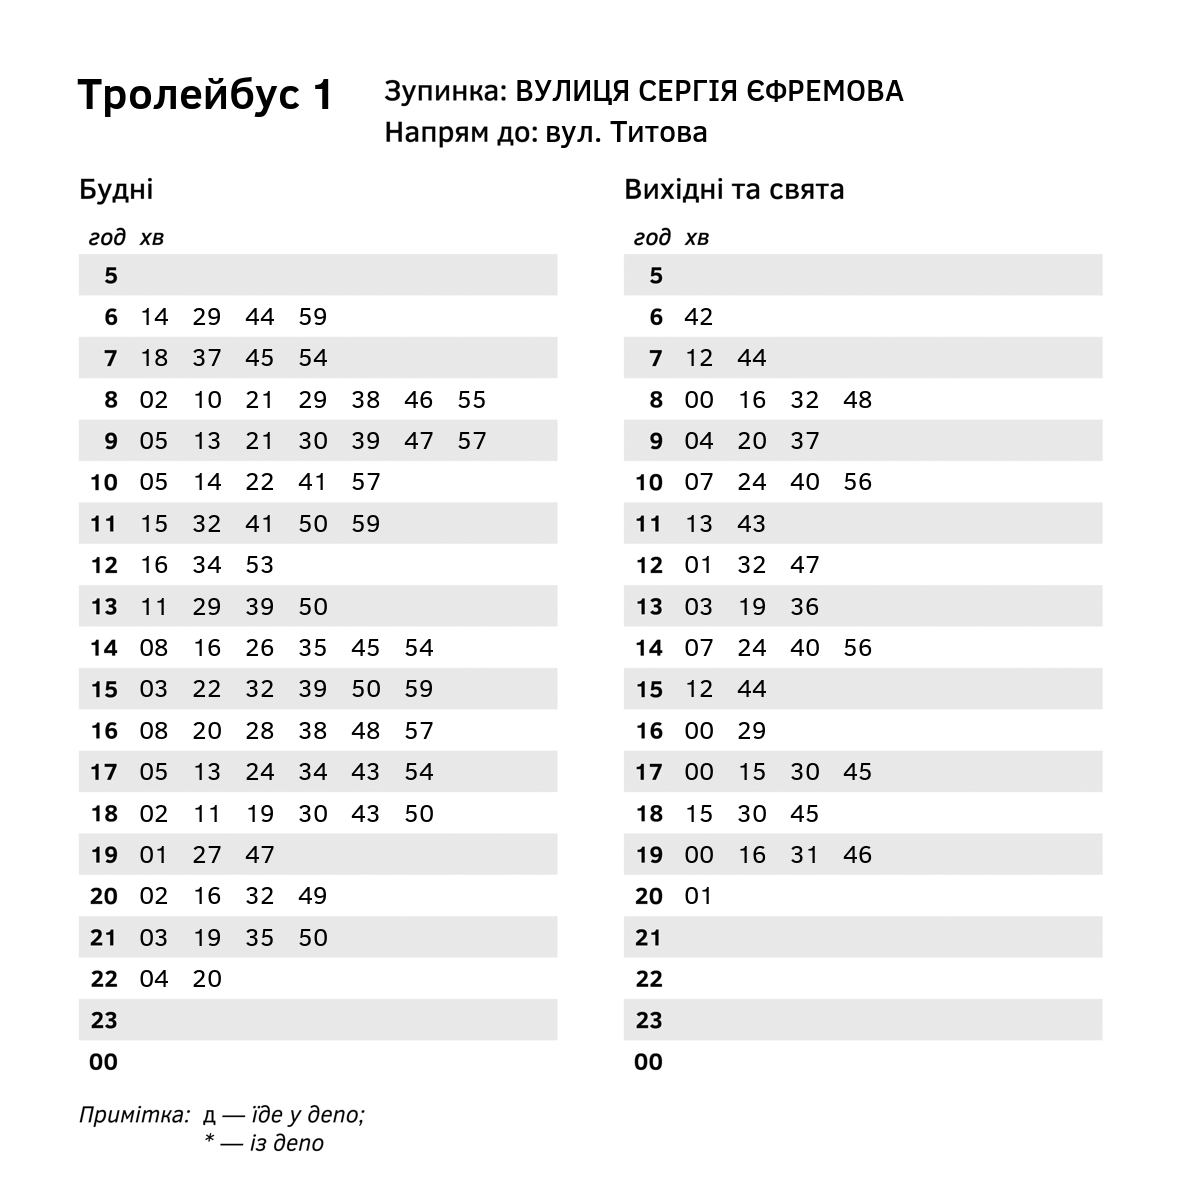 Тролейбус 1
Зупинка: ВУЛИЦЯ СЕРГІЯ ЄФРЕМОВА
Напрям до: вул. Титова
Будні
год хв
5
6 14 29 44 59
7 18 37 45 54
8 02 10 21 29 38 46 55
9 05 13 21 30 39 47 57
10 05 14 22 41 57
11 15 32 41 50 59
12 16 34 53
13 11 29 39 50
14 08 16 26 35 45 54
15 03 22 32 39 50 59
16 08 20 28 38 48 57
17 05 13 24 34 43 54
18 02 11 19 30 43 50
19 01 27 47
20 02 16 32 49
21 03 19 35 50
22 04 20
23
00
Вихідні та свята
год хв
5
6 42
7 12 44
8 00 16 32 48
9 04 20 37
10 07 24 40 56
11 13 43
12 01 32 47
13 03 19 36
14 07 24 40 56
15 12 44
16 00 29
17 00 15 30 45
18 15 30 45
19 00 16 31 46
20 01
21
22
23
00
Примітка: д — їде у депо;
* — із депо